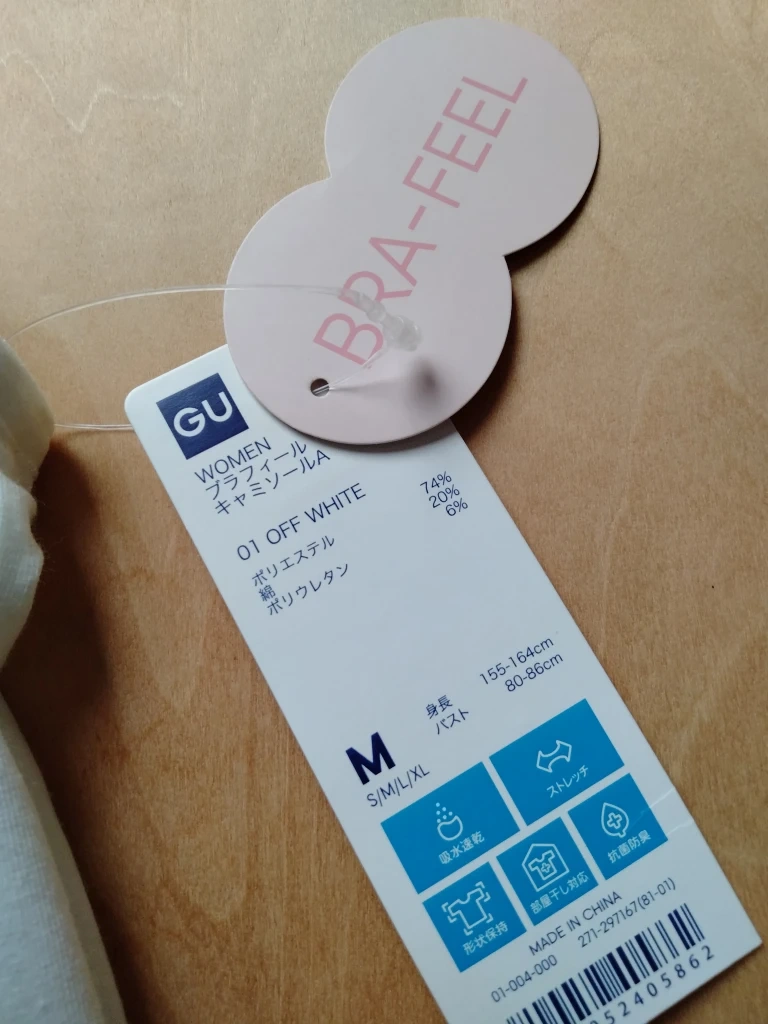 BRA-FEEL
GU
WOMEN
ブラフィール
キャミソールA
01 OFF WHITE
ポリエステル 74%
綿 20%
ポリウレタン 6%
身長 155-164cm
バスト 80-86cm
M
S/M/L/XL
吸水速乾
ストレッチ
形状保持
部屋干し対応
抗菌防臭
MADE IN CHINA
01-004-000 271-297167(81-01)
52405862